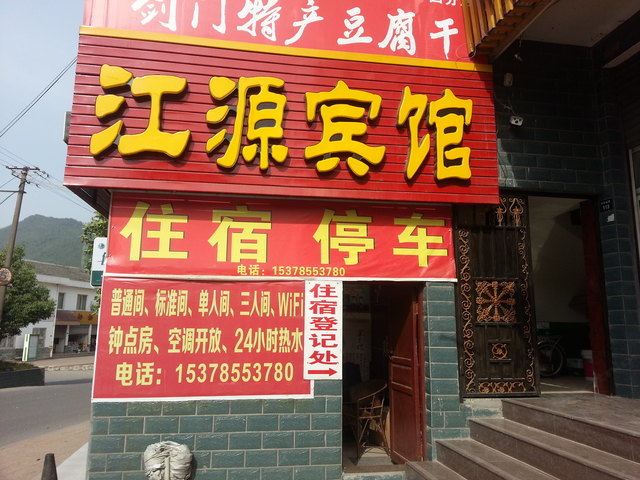 剑门特产豆腐干
江源宾馆
住宿 停车
电话：15378553780
普通间、标准间、单人间、三人间、WiFi
钟点房、空调开放、24小时热水
电话：15378553780
住宿登记处→